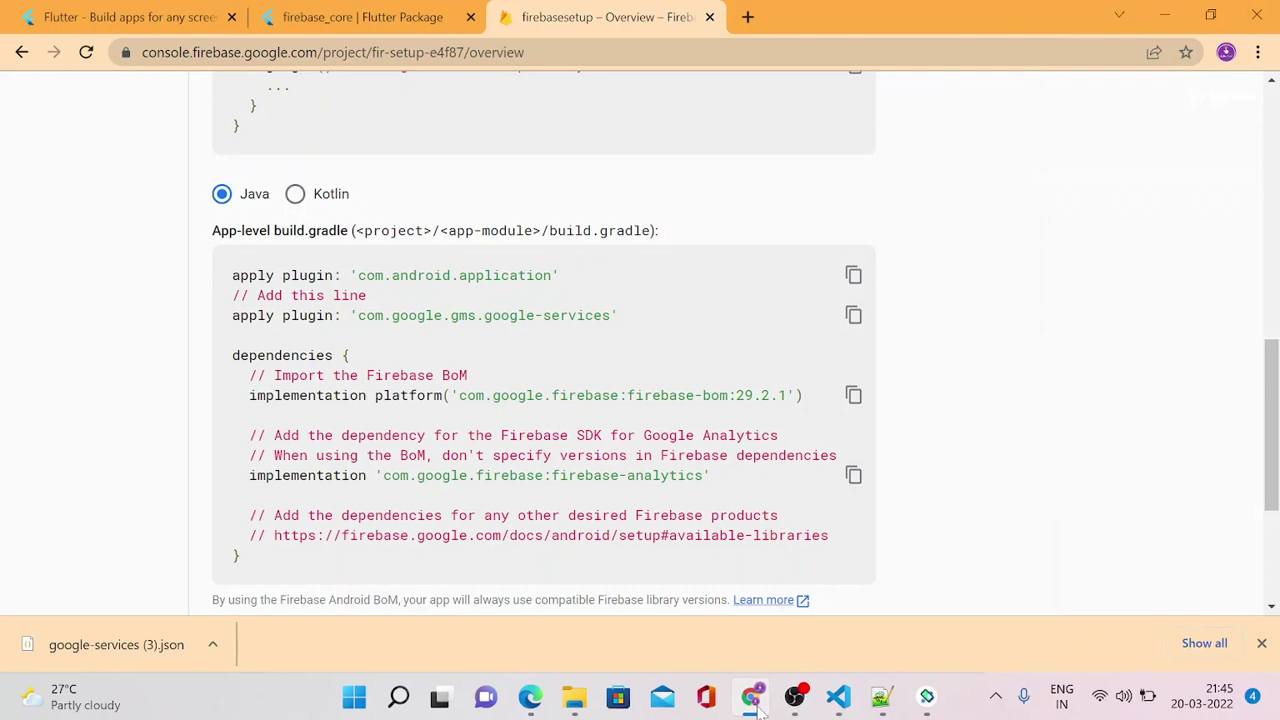 Flutter - Build apps for any scree
firebase_core | Flutter Package
firebasesetup – Overview – Fireb
console.firebase.google.com/project/fir-setup-e4f87/overview
...
}
}
Java
Kotlin
App-level build.gradle (<project>/<app-module>/build.gradle):
apply plugin: 'com.android.application'
// Add this line
apply plugin: 'com.google.gms.google-services'
dependencies {
// Import the Firebase BoM
implementation platform('com.google.firebase:firebase-bom:29.2.1')
// Add the dependency for the Firebase SDK for Google Analytics
// When using the BoM, don't specify versions in Firebase dependencies
implementation 'com.google.firebase:firebase-analytics'
// Add the dependencies for any other desired Firebase products
// https://firebase.google.com/docs/android/setup#available-libraries
}
By using the Firebase Android BoM, your app will always use compatible Firebase library versions. Learn more
google-services (3).json
Show all
27°C
Partly cloudy
ENG
IN
21:45
20-03-2022
4